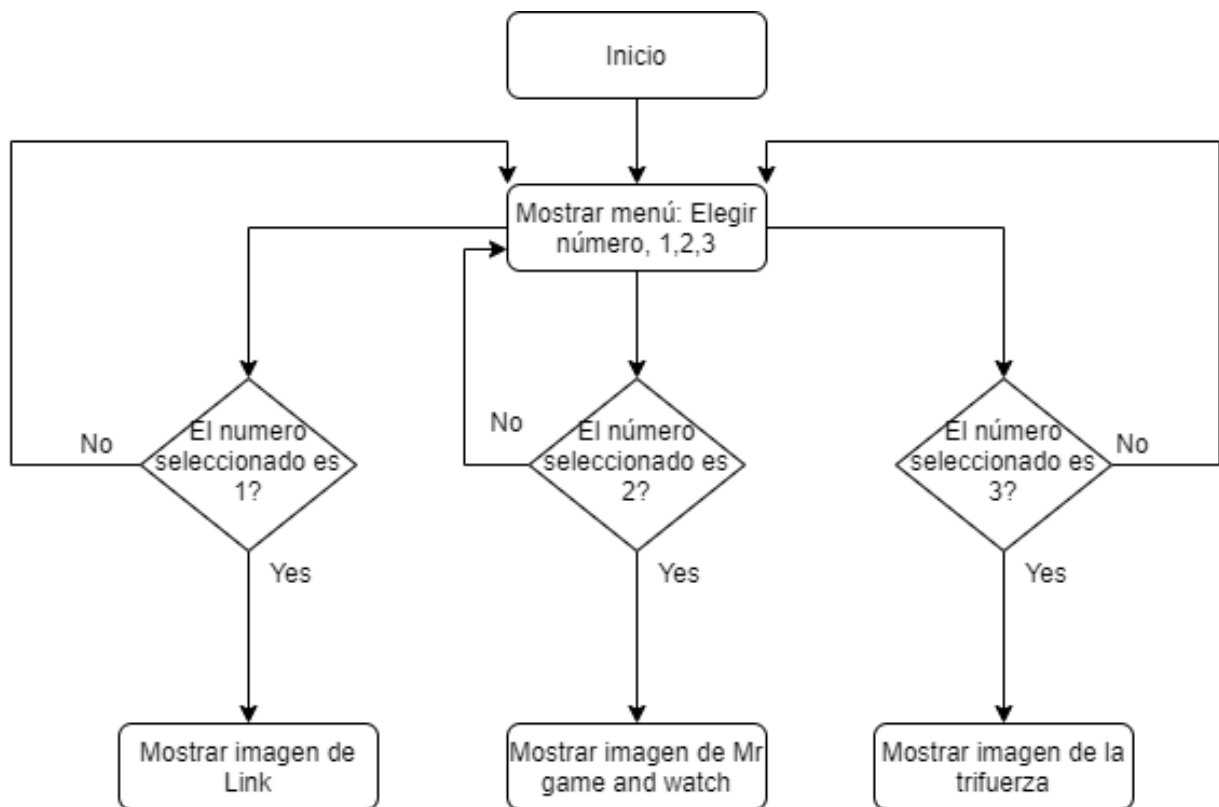 Inicio
Mostrar menú: Elegir
número, 1,2,3
No
El numero
seleccionado es
1?
No
El número
seleccionado es
2?
El número
seleccionado es
3?
No
Yes
Yes
Yes
Mostrar imagen de
Link
Mostrar imagen de Mr
game and watch
Mostrar imagen de la
trifuerza